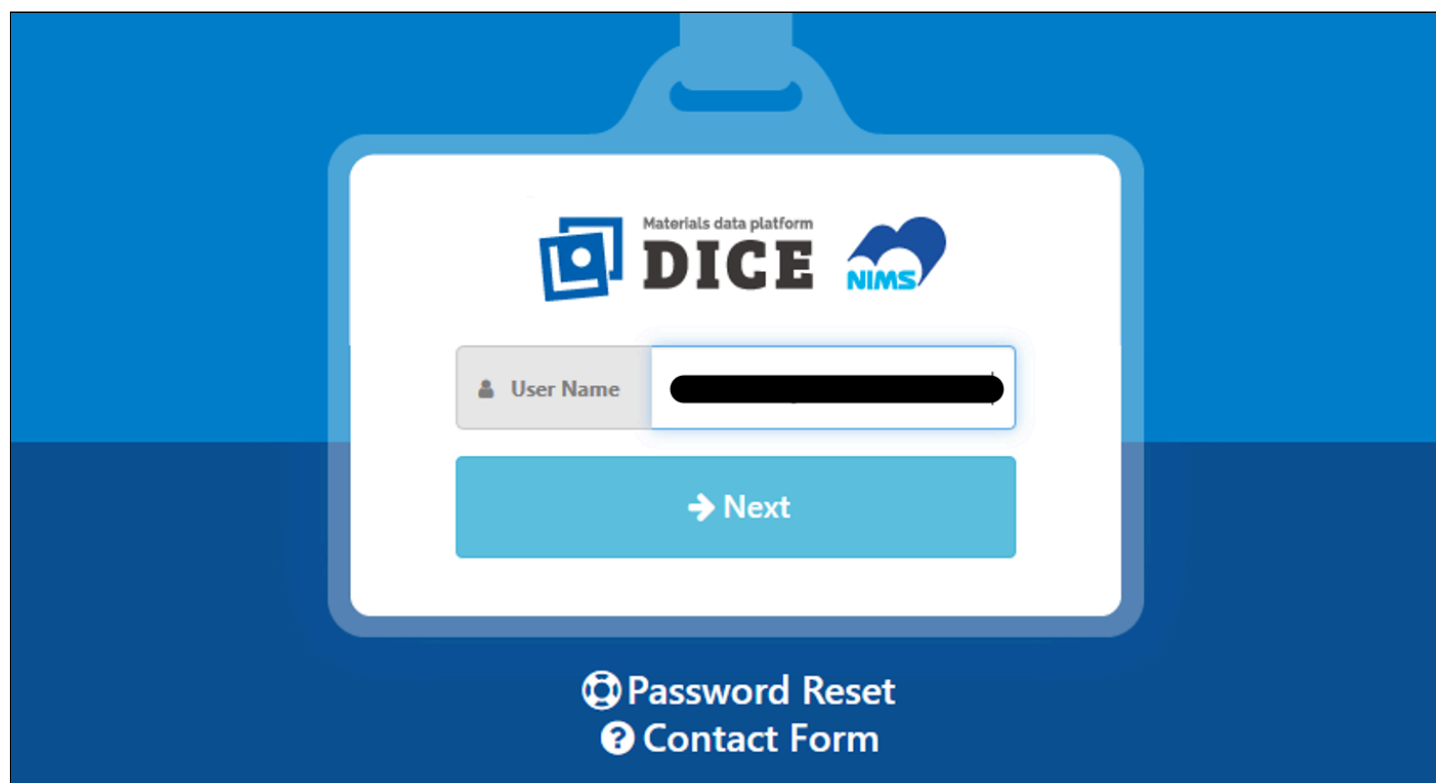 Materials data platform
DICE
NIMS
User Name
Next
Password Reset
Contact Form